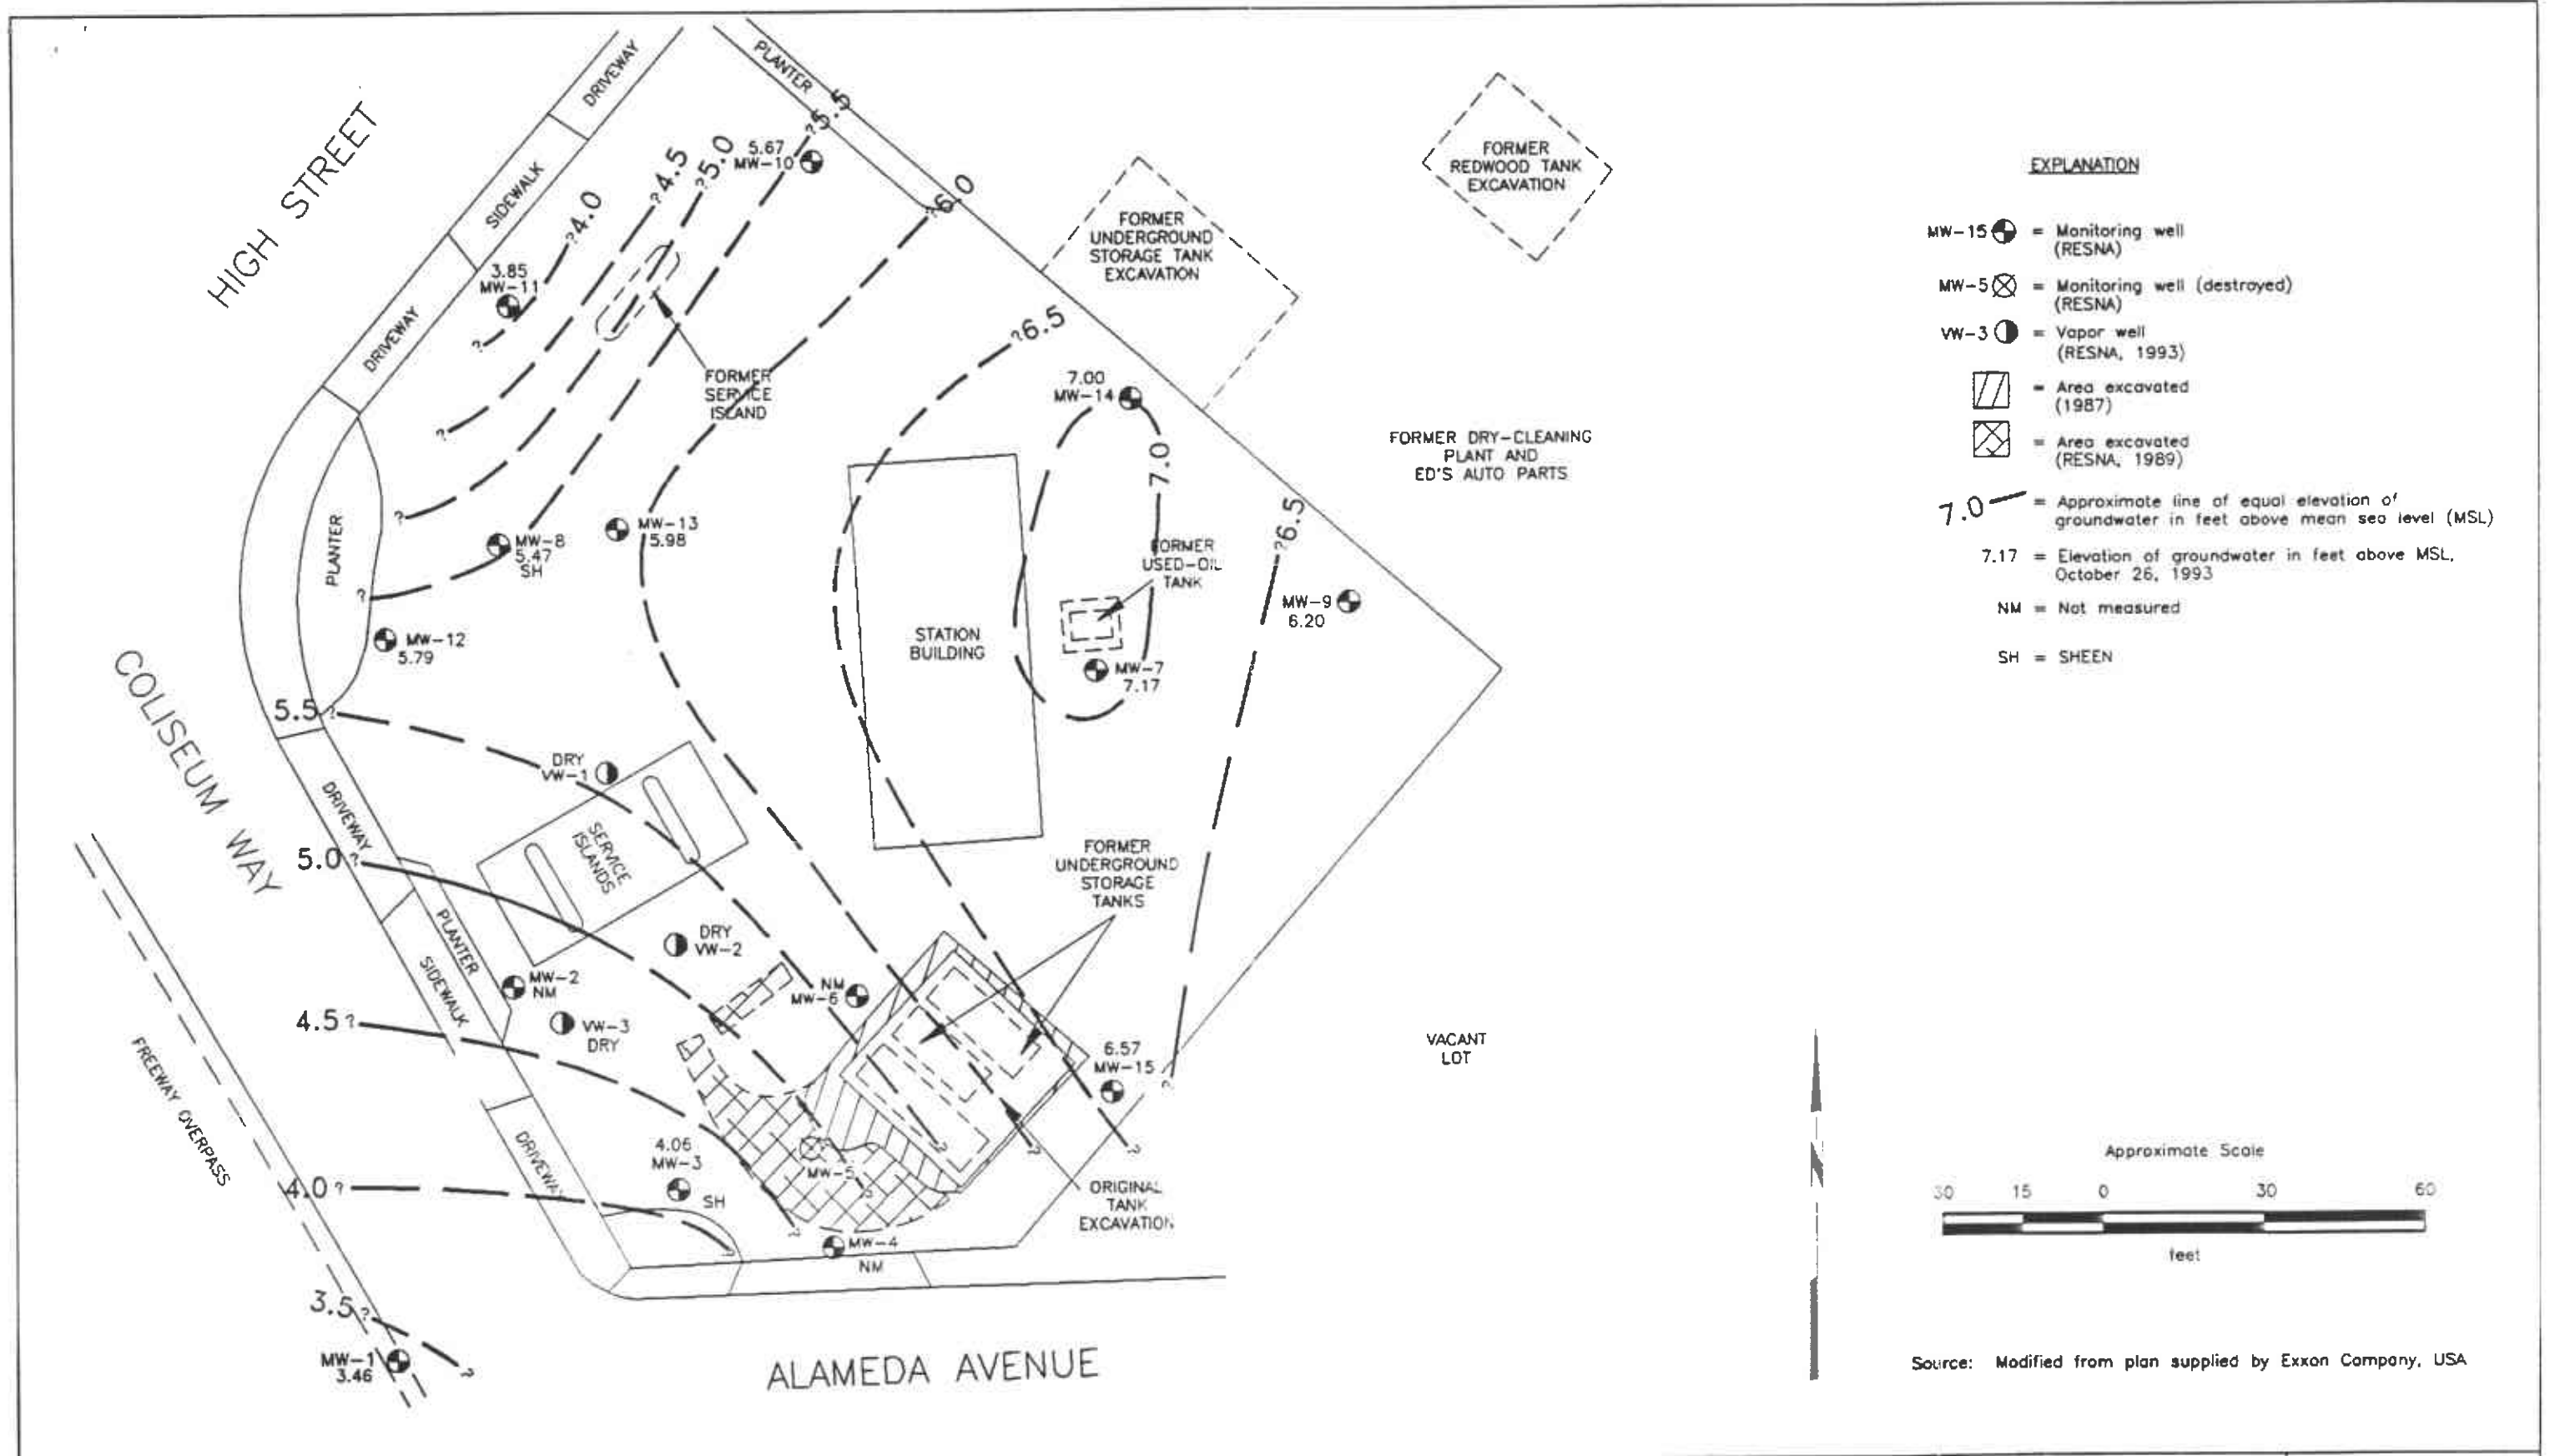 PLANTER
DRIVEWAY
SIDEWALK
DRIVEWAY
HIGH STREET
?5.5
5.67
MW-10
?4.5
?5.0
?4.0
?6.0
3.85
MW-11
?
FORMER
SERVICE
ISLAND
?
?
?
FORMER
UNDERGROUND
STORAGE TANK
EXCAVATION
FORMER
REDWOOD TANK
EXCAVATION
?6.5
7.00
MW-14
7.0
FORMER DRY-CLEANING
PLANT AND
ED'S AUTO PARTS
?6.5
MW-8
5.47
SH
MW-13
5.98
PLANTER
MW-12
5.79
FORMER
USED-OIL
TANK
MW-9
6.20
STATION
BUILDING
MW-7
7.17
COLISEUM WAY
5.5?
DRY
VW-1
DRIVEWAY
SERVICE
ISLANDS
5.0?
FORMER
UNDERGROUND
STORAGE
TANKS
PLANTER
SIDEWALK
DRY
VW-2
MW-2
NM
NM
MW-6
4.5?
VW-3
DRY
6.57
MW-15
?
VACANT
LOT
FREEWAY OVERPASS
DRIVEWAY
4.06
MW-3
SH
MW-5
?
?
?
?
4.0?
?
?
ORIGINAL
TANK
EXCAVATION
MW-4
NM
3.5?
?
MW-1
3.46
ALAMEDA AVENUE
EXPLANATION
MW-15 = Monitoring well
(RESNA)
MW-5 = Monitoring well (destroyed)
(RESNA)
VW-3 = Vapor well
(RESNA, 1993)
= Area excavated
(1987)
= Area excavated
(RESNA, 1989)
7.0 = Approximate line of equal elevation of
groundwater in feet above mean sea level (MSL)
7.17 = Elevation of groundwater in feet above MSL,
October 26, 1993
NM = Not measured
SH = SHEEN
N
Approximate Scale
30 15 0 30 60
feet
Source: Modified from plan supplied by Exxon Company, USA